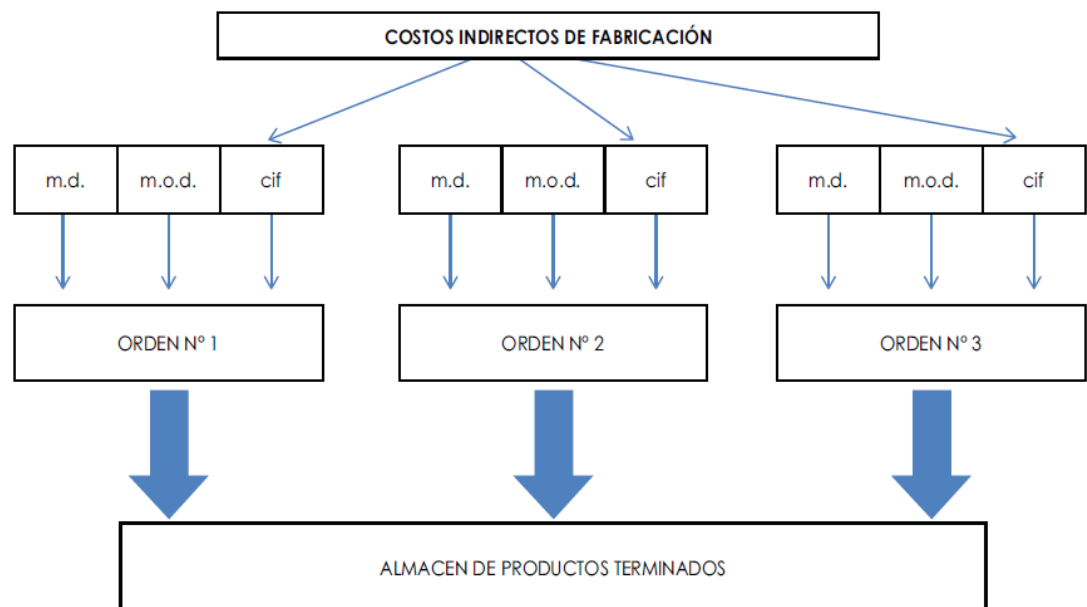 COSTOS INDIRECTOS DE FABRICACIÓN
m.d. m.o.d. cif
m.d. m.o.d. cif
m.d. m.o.d. cif
ORDEN Nº 1
ORDEN Nº 2
ORDEN Nº 3
ALMACEN DE PRODUCTOS TERMINADOS